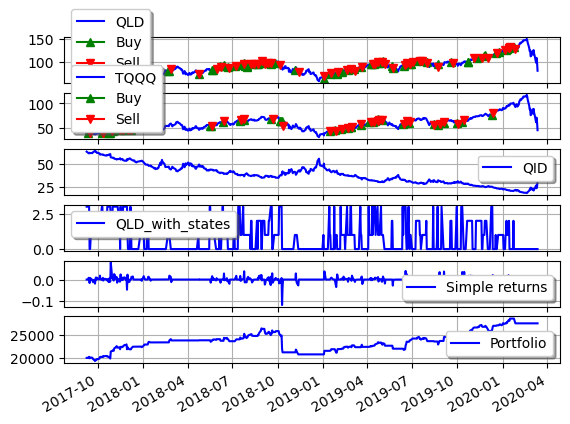 QLD
Buy
Sell
150
100
TQQQ
Buy
Sell
100
50
50
25
QID
2.5
0.0
QLD_with_states
0.0
−0.1
Simple returns
25000
20000
Portfolio
2017-10
2018-01
2018-04
2018-07
2018-10
2019-01
2019-04
2019-07
2019-10
2020-01
2020-04